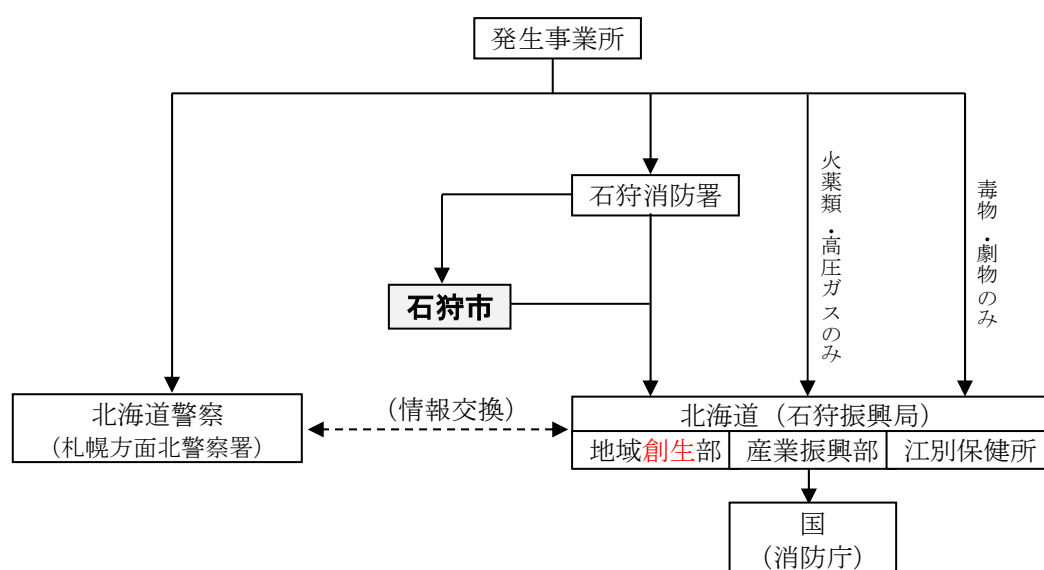 発生事業所
石狩消防署
火薬類・高圧ガスのみ
毒物・劇物のみ
石狩市
北海道警察
（札幌方面北警察署）
（情報交換）
北海道（石狩振興局）
地域創生部
産業振興部
江別保健所
国
（消防庁）